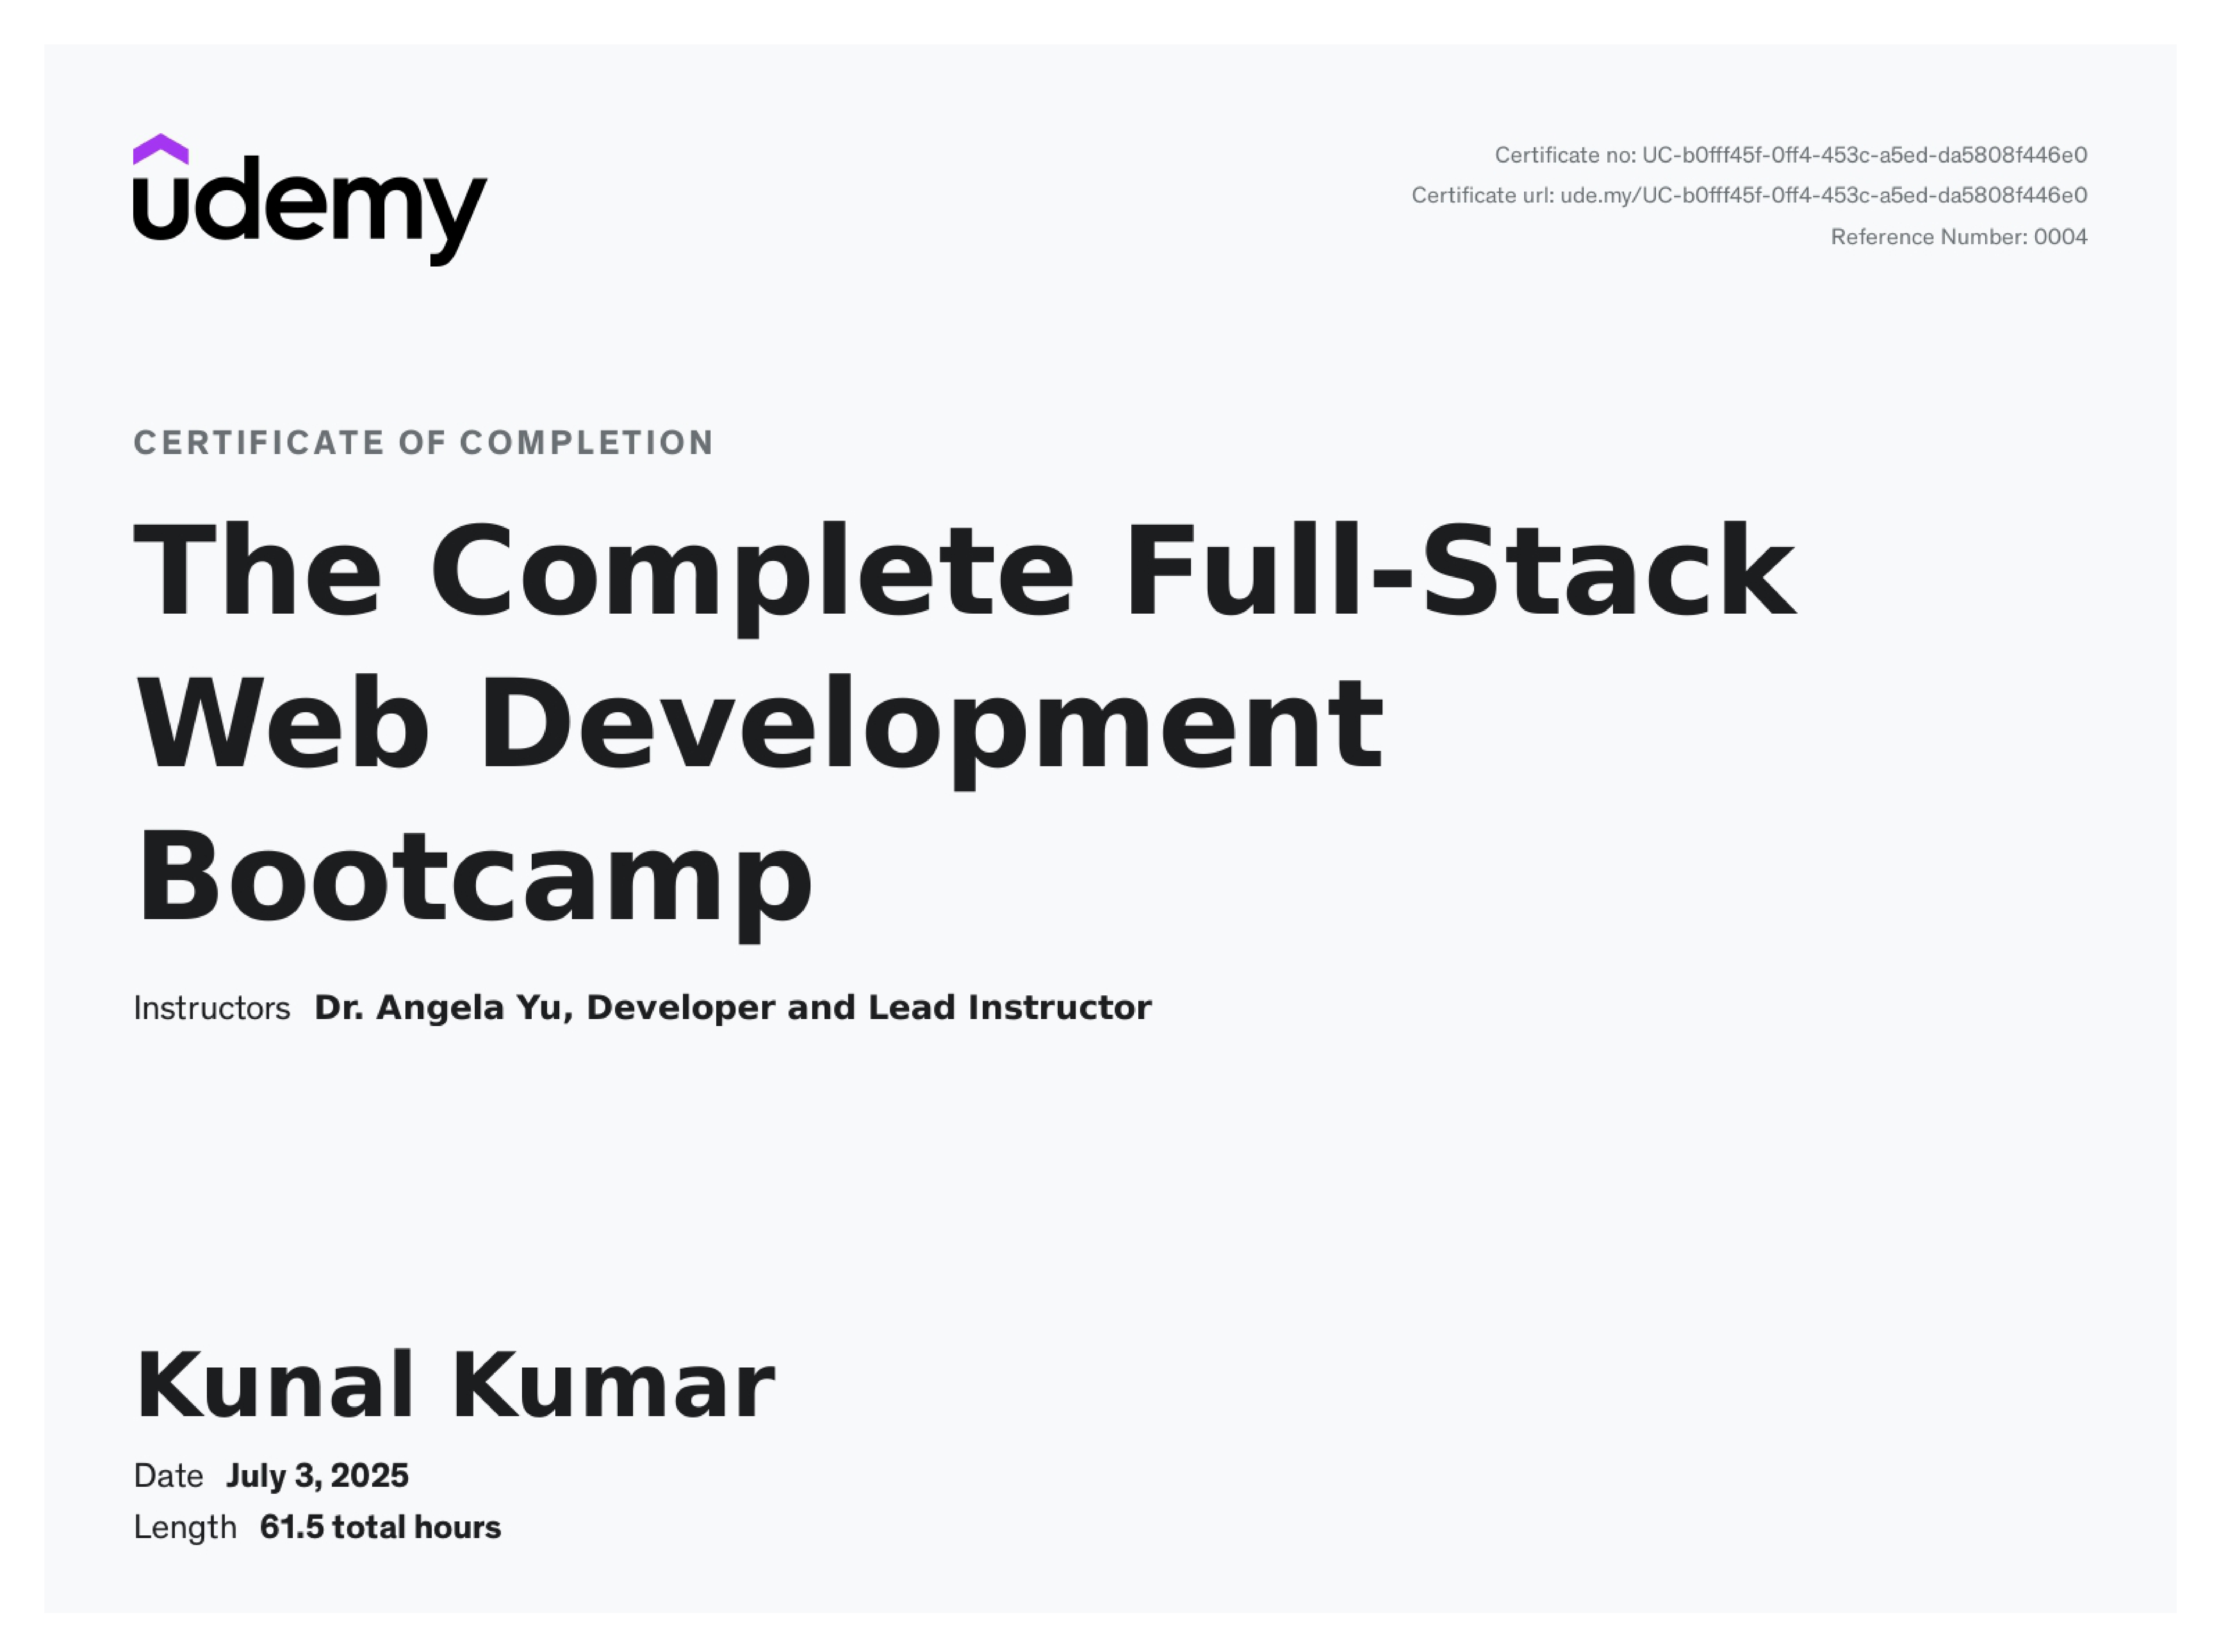 udemy
Certificate no: UC-b0fff45f-0ff4-453c-a5ed-da5808f446e0
Certificate url: ude.my/UC-b0fff45f-0ff4-453c-a5ed-da5808f446e0
Reference Number: 0004
CERTIFICATE OF COMPLETION
The Complete Full-Stack
Web Development
Bootcamp
Instructors Dr. Angela Yu, Developer and Lead Instructor
Kunal Kumar
Date July 3, 2025
Length 61.5 total hours